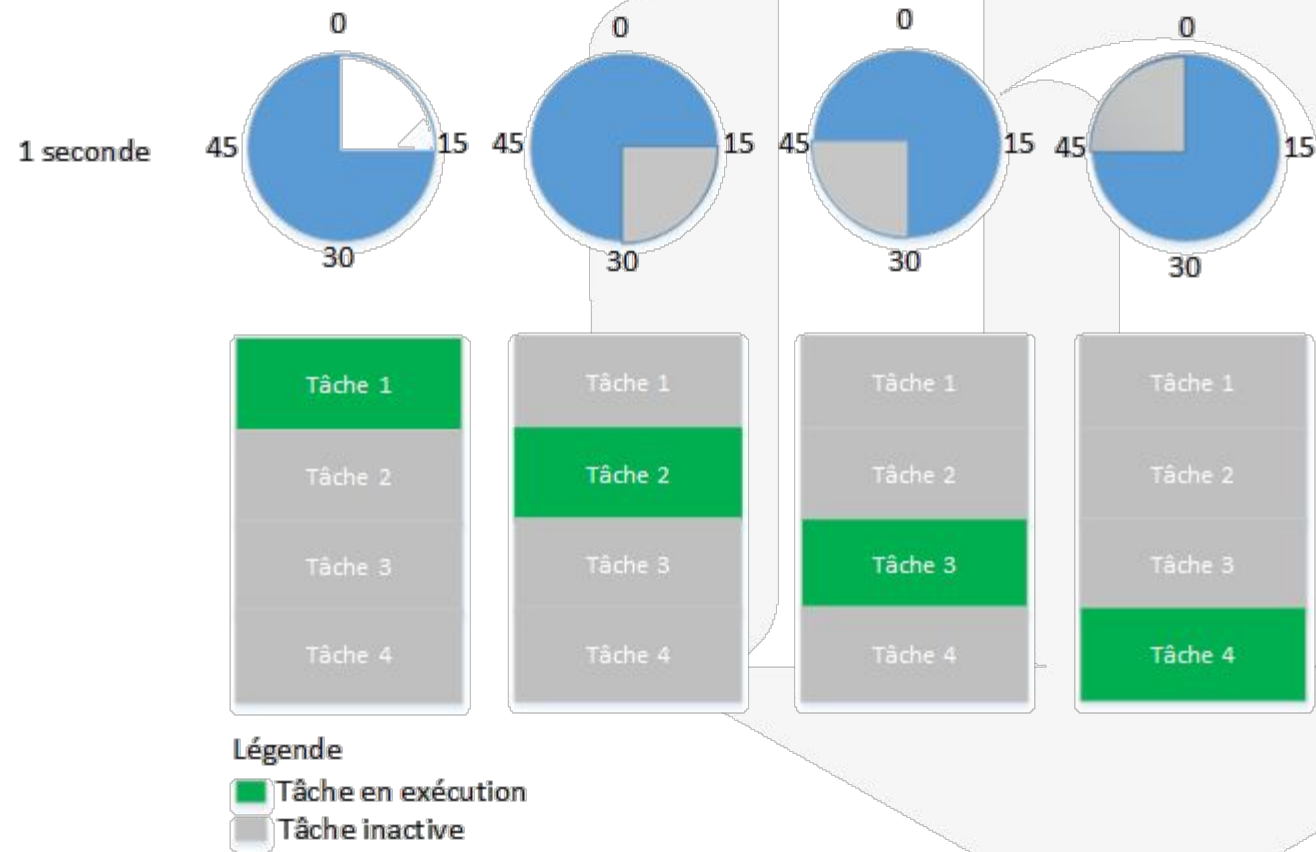 0 0 0 0
1 seconde 45 15 45 15 45 15 45 15
30 30 30 30
Tâche 1 Tâche 1 Tâche 1 Tâche 1
Tâche 2 Tâche 2 Tâche 2 Tâche 2
Tâche 3 Tâche 3 Tâche 3 Tâche 3
Tâche 4 Tâche 4 Tâche 4 Tâche 4
Légende
Tâche en exécution
Tâche inactive